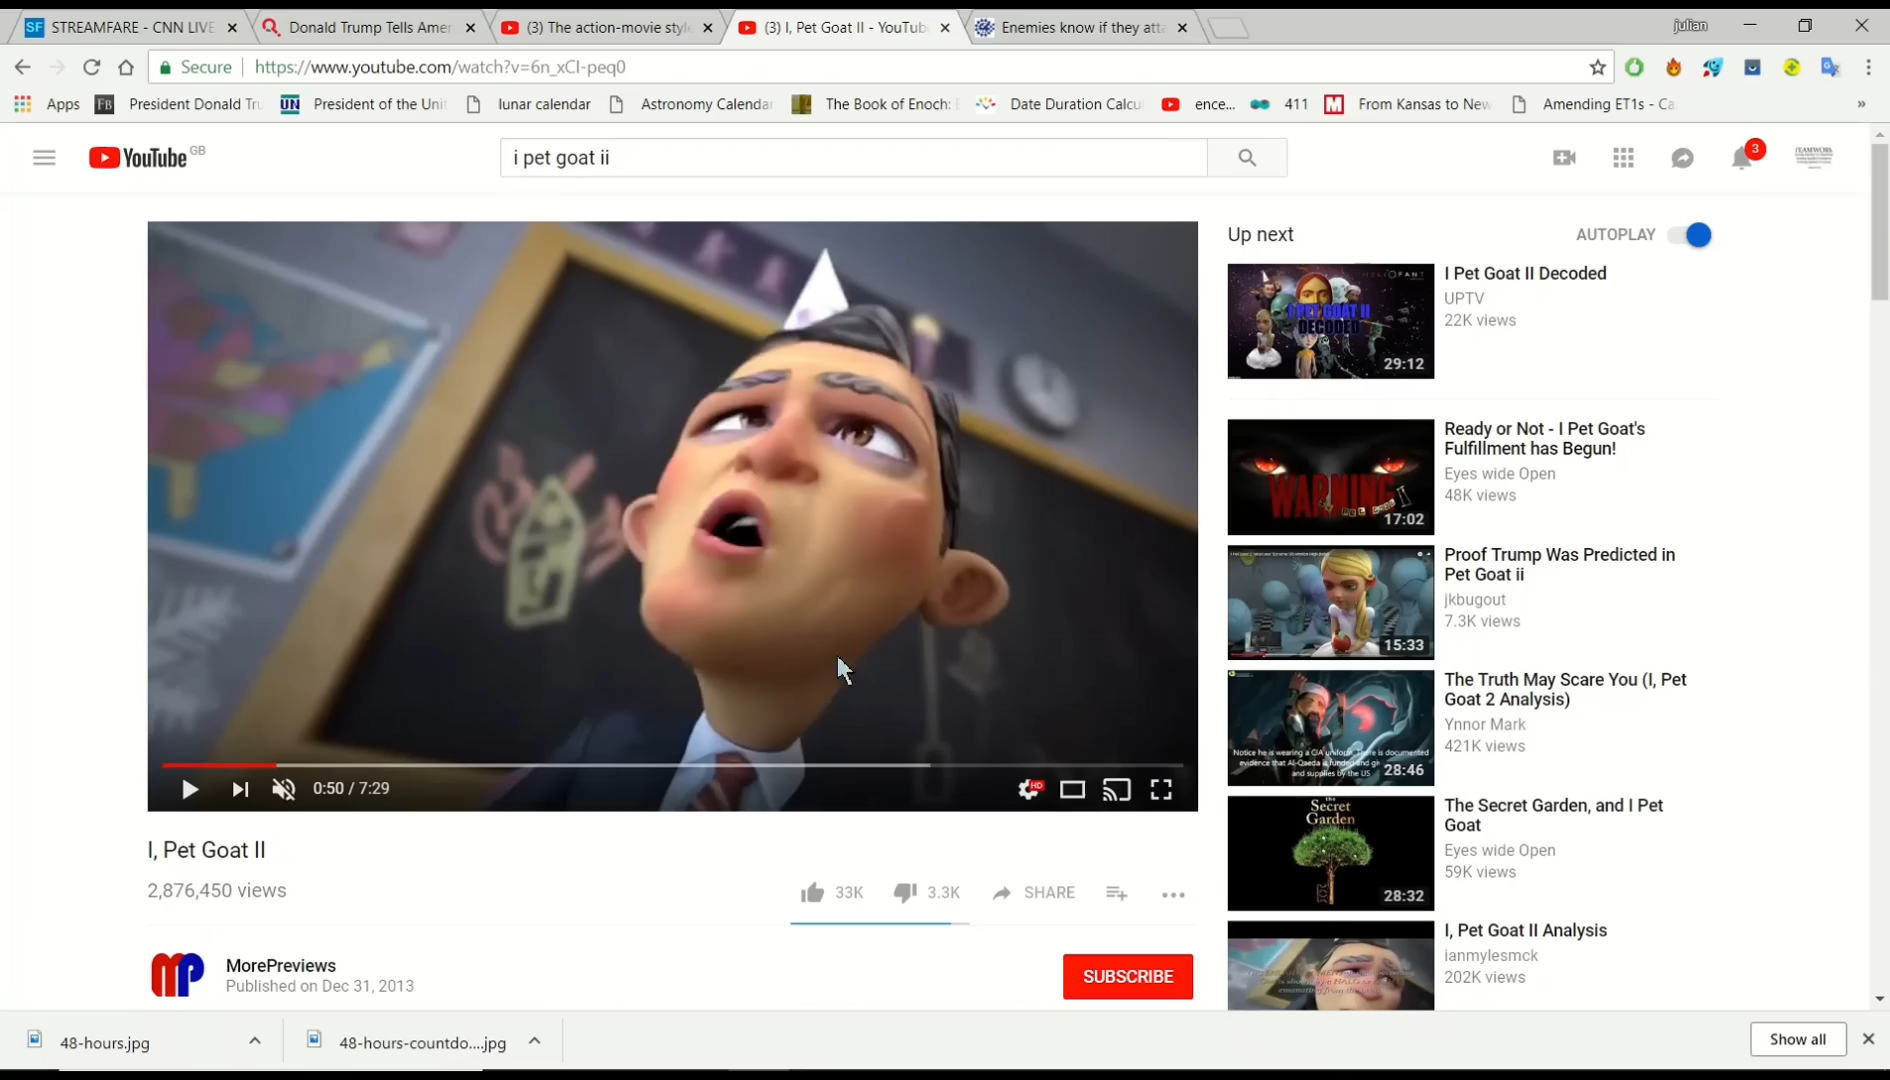 STREAMFARE - CNN LIVE
Donald Trump Tells Amer
(3) The action-movie style
(3) I, Pet Goat II - YouTube
Enemies know if they atta
julian
Secure
https://www.youtube.com/watch?v=6n_xCI-peq0
Apps
FB
President Donald Tru
UN
President of the Unit
lunar calendar
Astronomy Calendar
The Book of Enoch:
Date Duration Calcu
ence...
411
M
From Kansas to New
Amending ET1s - Ca
YouTube GB
i pet goat ii
3
Up next
AUTOPLAY
I PET GOAT II
DECODED
29:12
I Pet Goat II Decoded
UPTV
22K views
WARNING
17:02
Ready or Not - I Pet Goat's
Fulfillment has Begun!
Eyes wide Open
48K views
15:33
Proof Trump Was Predicted in
Pet Goat ii
jkbugout
7.3K views
Notice he is wearing a CIA uniform. There is documented
evidence that Al-Qaeda is funded and gi
and supplies by the US
28:46
The Truth May Scare You (I, Pet
Goat 2 Analysis)
Ynnor Mark
421K views
the
Secret
Garden
28:32
The Secret Garden, and I Pet
Goat
Eyes wide Open
59K views
I, Pet Goat II Analysis
ianmylesmck
202K views
0:50 / 7:29
HD
I, Pet Goat II
2,876,450 views
33K
3.3K
SHARE
MP
MorePreviews
Published on Dec 31, 2013
SUBSCRIBE
48-hours.jpg
48-hours-countdo....jpg
Show all